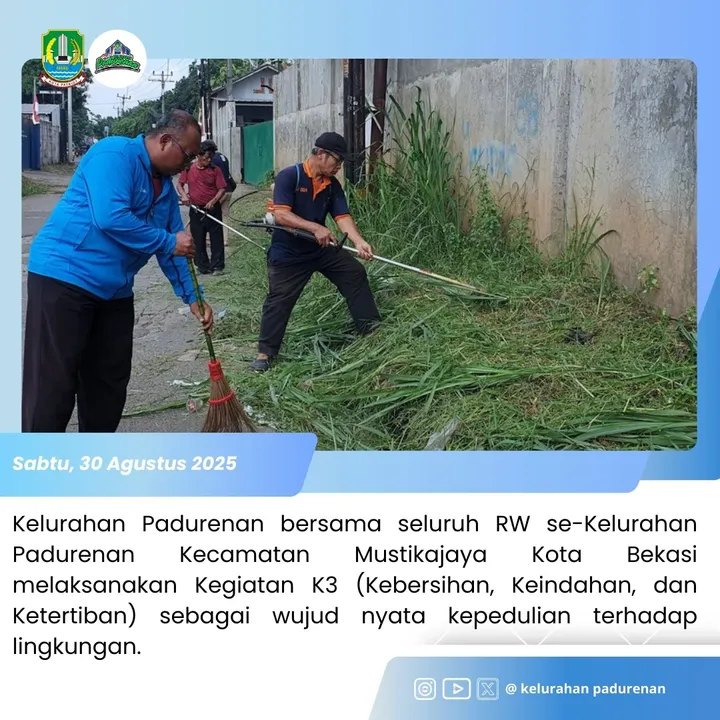 Sabtu, 30 Agustus 2025
Kelurahan Padurenan bersama seluruh RW se-Kelurahan
Padurenan Kecamatan Mustikajaya Kota Bekasi
melaksanakan Kegiatan K3 (Kebersihan, Keindahan, dan
Ketertiban) sebagai wujud nyata kepedulian terhadap
lingkungan.
@ kelurahan padurenan